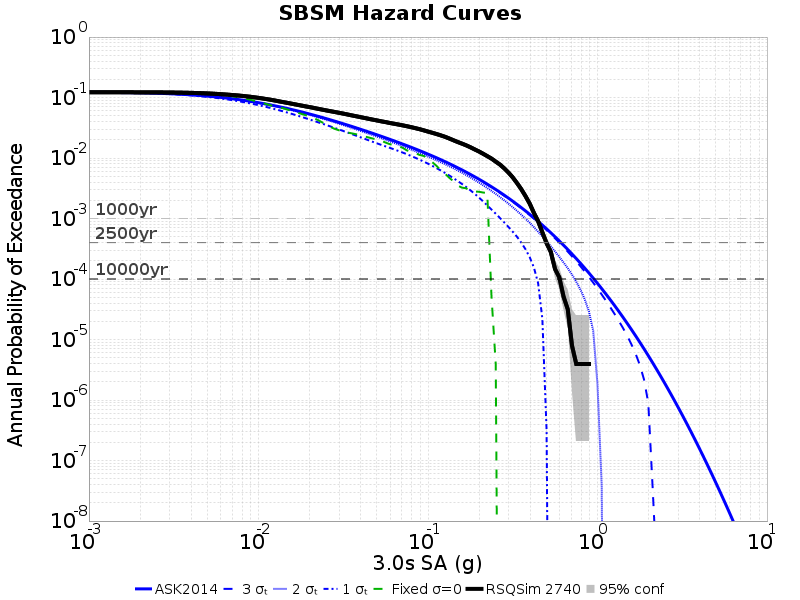 SBSM Hazard Curves
Annual Probability of Exceedance
10^0
10^-1
10^-2
10^-3
10^-4
10^-5
10^-6
10^-7
10^-8
1000yr
2500yr
10000yr
10^-3 10^-2 10^-1 10^0 10^1
3.0s SA (g)
ASK2014 3 σₜ 2 σₜ 1 σₜ Fixed σ=0 RSQSim 2740 95% conf